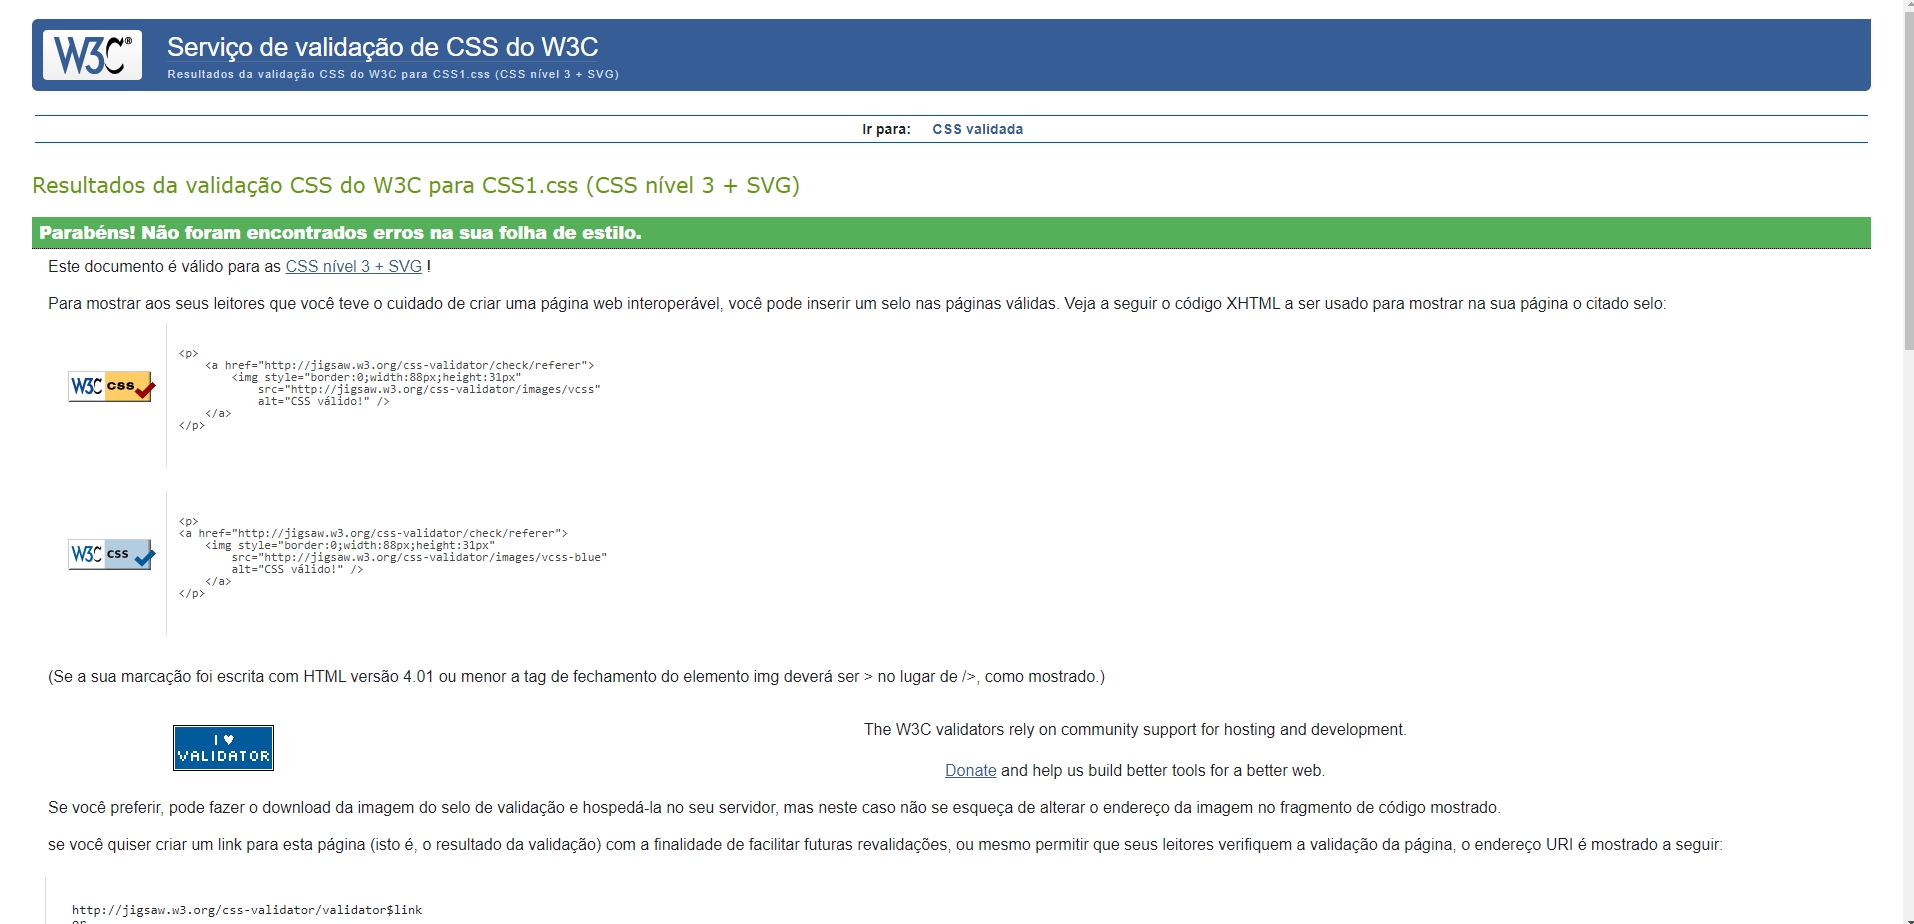 W3C®
Serviço de validação de CSS do W3C
Resultados da validação CSS do W3C para CSS1.css (CSS nível 3 + SVG)
Ir para: CSS validada
Resultados da validação CSS do W3C para CSS1.css (CSS nível 3 + SVG)
Parabéns! Não foram encontrados erros na sua folha de estilo.
Este documento é válido para as CSS nível 3 + SVG !
Para mostrar aos seus leitores que você teve o cuidado de criar uma página web interoperável, você pode inserir um selo nas páginas válidas. Veja a seguir o código XHTML a ser usado para mostrar na sua página o citado selo:
W3C css
<p>
<a href="http://jigsaw.w3.org/css-validator/check/referer">
<img style="border:0;width:88px;height:31px"
src="http://jigsaw.w3.org/css-validator/images/vcss"
alt="CSS válido!" />
</a>
</p>
W3C css
<p>
<a href="http://jigsaw.w3.org/css-validator/check/referer">
<img style="border:0;width:88px;height:31px"
src="http://jigsaw.w3.org/css-validator/images/vcss-blue"
alt="CSS válido!" />
</a>
</p>
(Se a sua marcação foi escrita com HTML versão 4.01 ou menor a tag de fechamento do elemento img deverá ser > no lugar de />, como mostrado.)
I ♥
VALIDATOR
The W3C validators rely on community support for hosting and development.
Donate and help us build better tools for a better web.
Se você preferir, pode fazer o download da imagem do selo de validação e hospedá-la no seu servidor, mas neste caso não se esqueça de alterar o endereço da imagem no fragmento de código mostrado.
se você quiser criar um link para esta página (isto é, o resultado da validação) com a finalidade de facilitar futuras revalidações, ou mesmo permitir que seus leitores verifiquem a validação da página, o endereço URI é mostrado a seguir:
http://jigsaw.w3.org/css-validator/validator$link